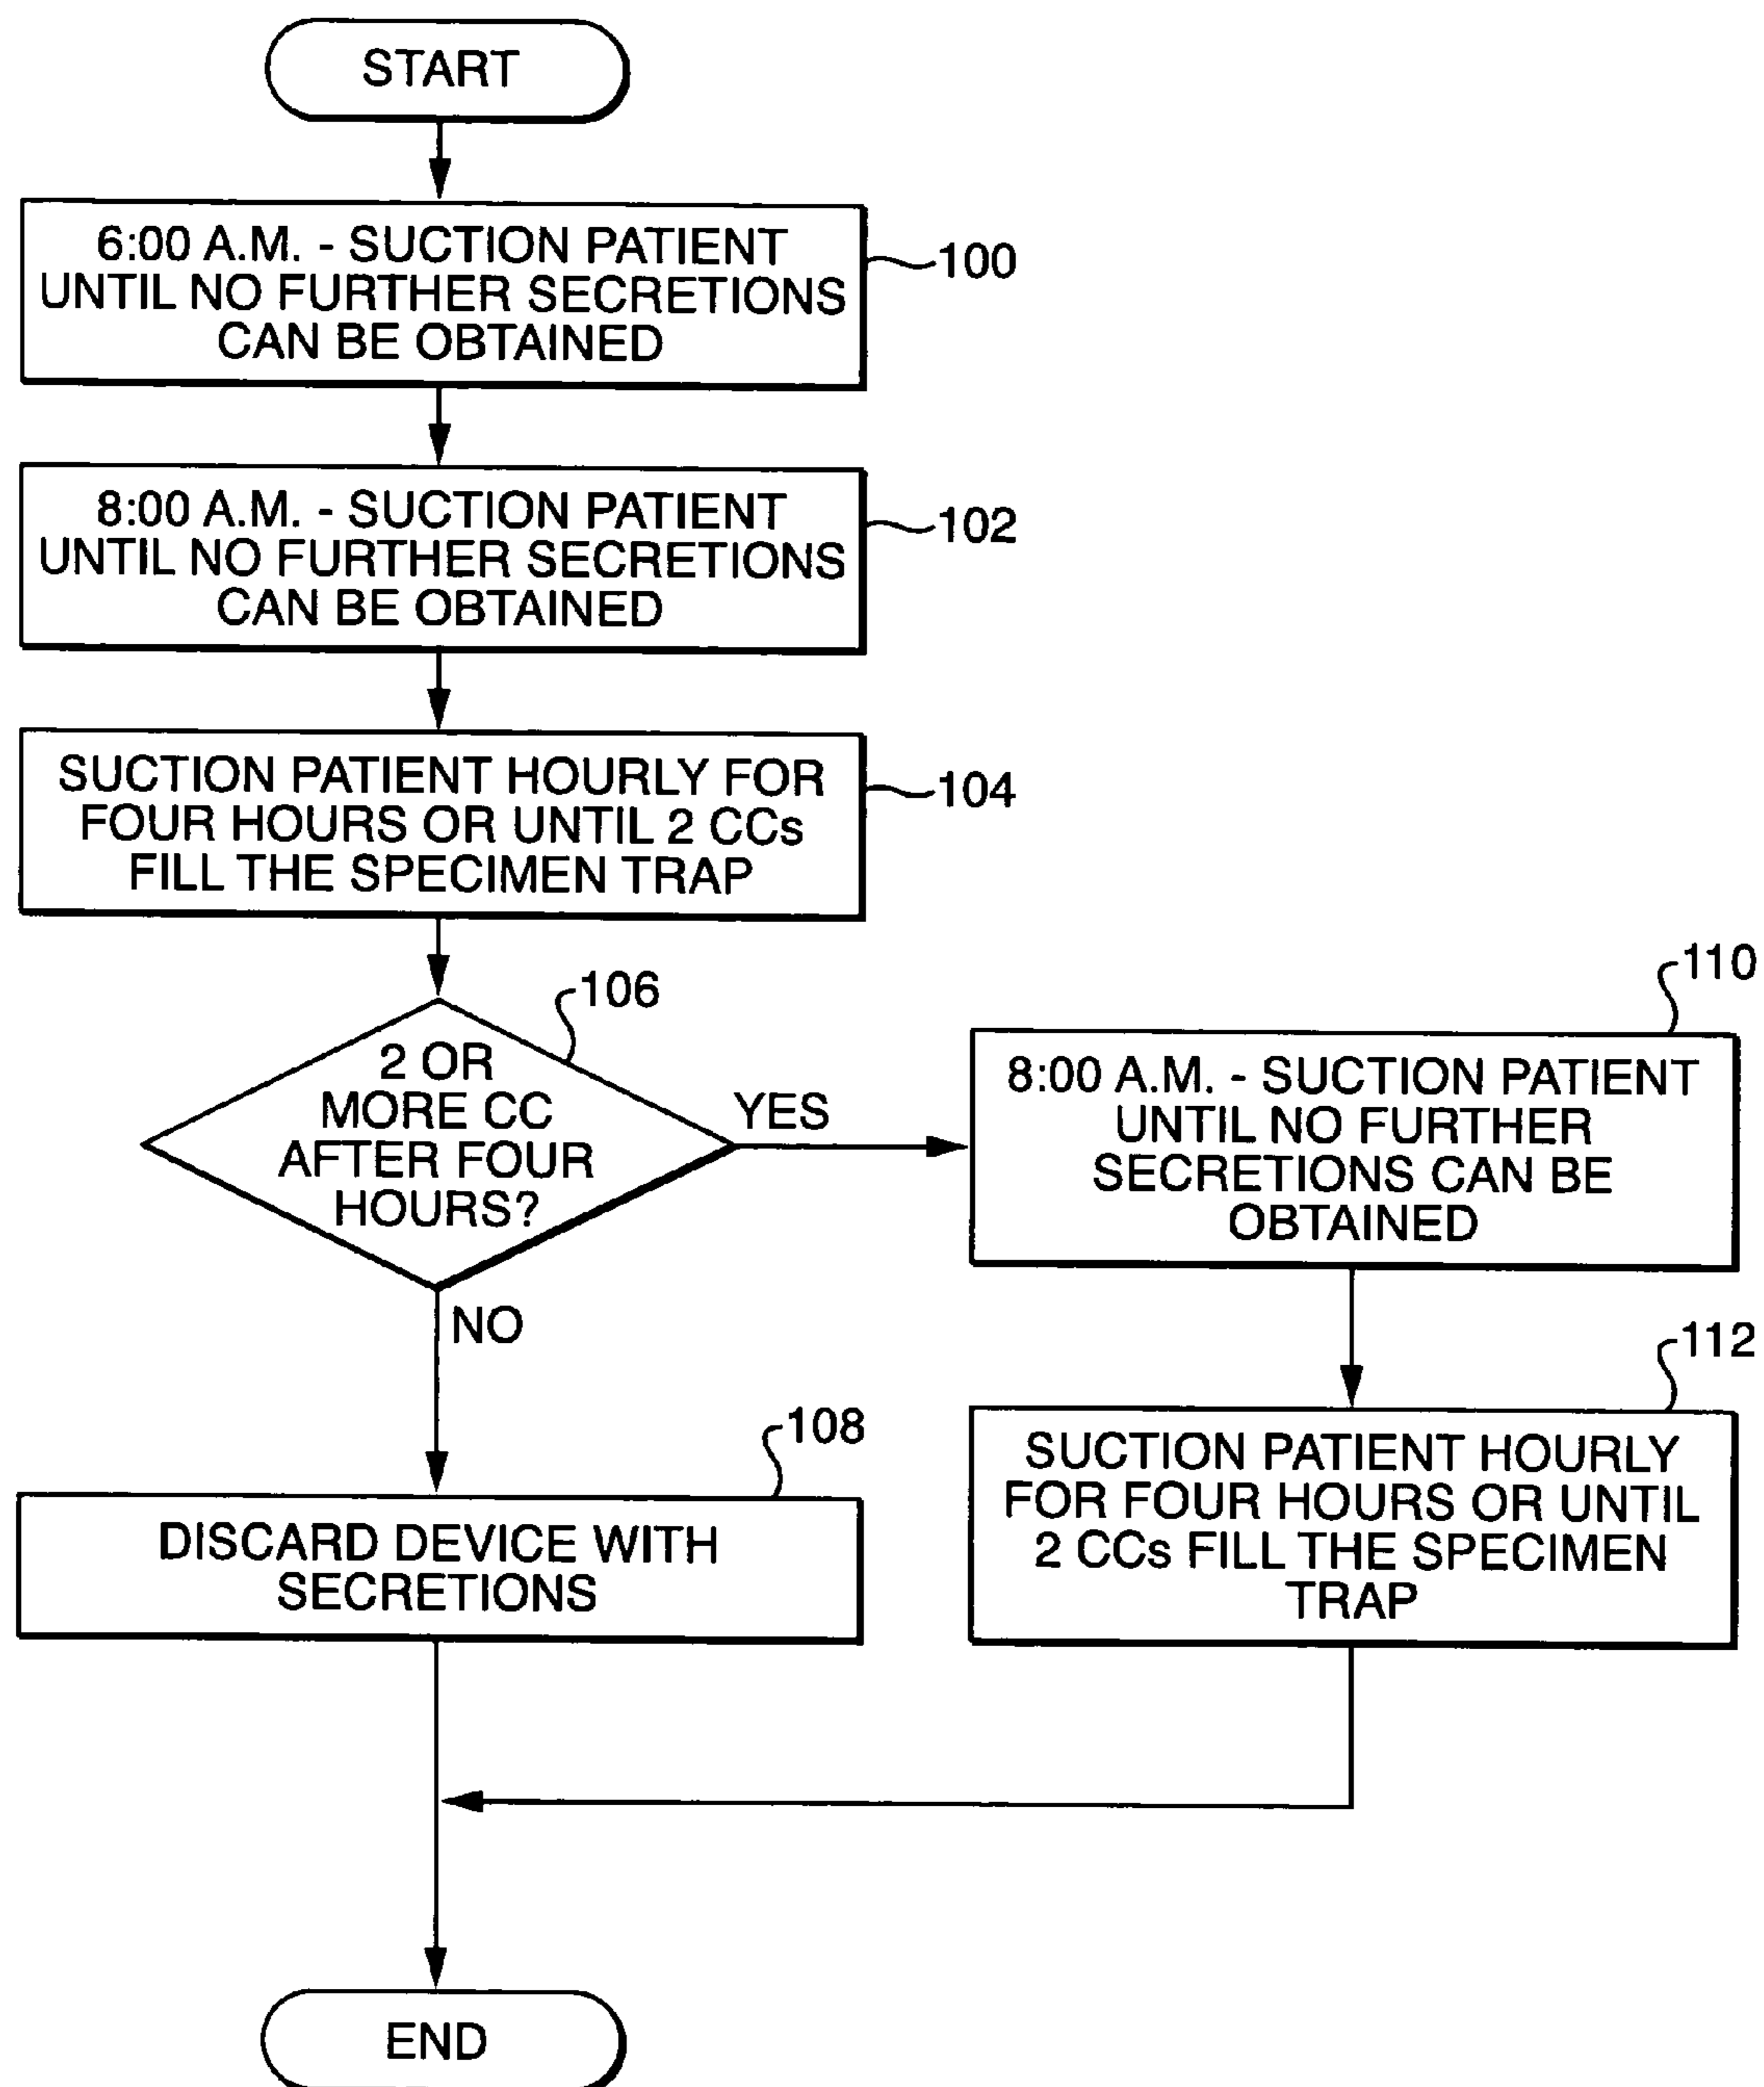 START
6:00 A.M. - SUCTION PATIENT
UNTIL NO FURTHER SECRETIONS
CAN BE OBTAINED
100
8:00 A.M. - SUCTION PATIENT
UNTIL NO FURTHER SECRETIONS
CAN BE OBTAINED
102
SUCTION PATIENT HOURLY FOR
FOUR HOURS OR UNTIL 2 CCs
FILL THE SPECIMEN TRAP
104
106
2 OR
MORE CC
AFTER FOUR
HOURS?
YES
NO
110
8:00 A.M. - SUCTION PATIENT
UNTIL NO FURTHER
SECRETIONS CAN BE
OBTAINED
108
DISCARD DEVICE WITH
SECRETIONS
112
SUCTION PATIENT HOURLY
FOR FOUR HOURS OR UNTIL
2 CCs FILL THE SPECIMEN
TRAP
END